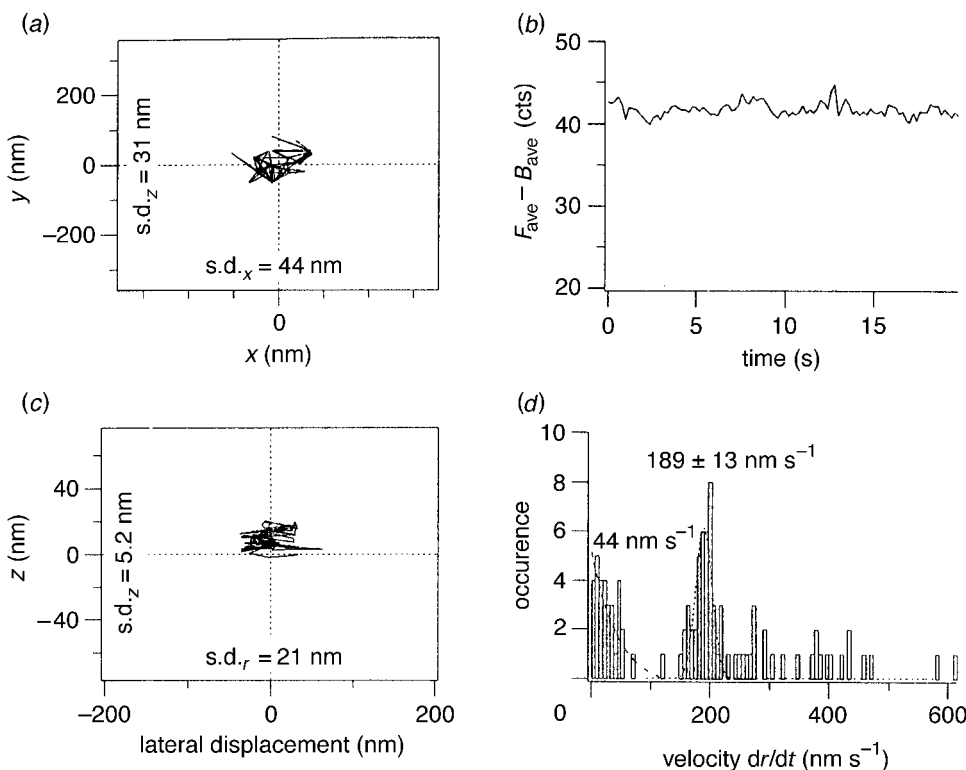 (a)
300
0
−200
y (nm)
s.d.z = 31 nm
s.d.x = 44 nm
0
x (nm)
(b)
50
40
30
20
Fave − Bave (cts)
0 5 10 15
time (s)
(c)
40
0
−40
z (nm)
s.d.z = 5.2 nm
s.d.r = 21 nm
−200 0 200
lateral displacement (nm)
(d)
10
8
6
4
2
0
occurence
189 ± 13 nm s−1
44 nm s−1
200 400 600
velocity dr/dt (nm s−1)